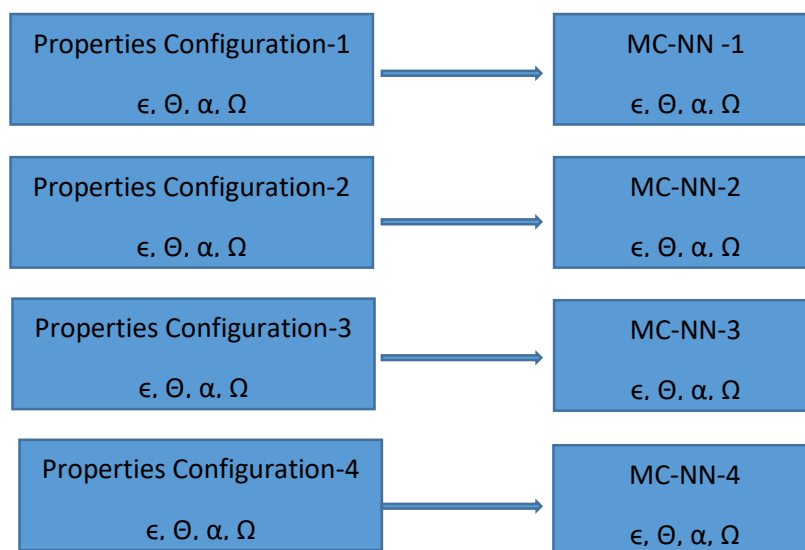 Properties Configuration-1
ϵ, Θ, α, Ω
MC-NN -1
ϵ, Θ, α, Ω
Properties Configuration-2
ϵ, Θ, α, Ω
MC-NN-2
ϵ, Θ, α, Ω
Properties Configuration-3
ϵ, Θ, α, Ω
MC-NN-3
ϵ, Θ, α, Ω
Properties Configuration-4
ϵ, Θ, α, Ω
MC-NN-4
ϵ, Θ, α, Ω